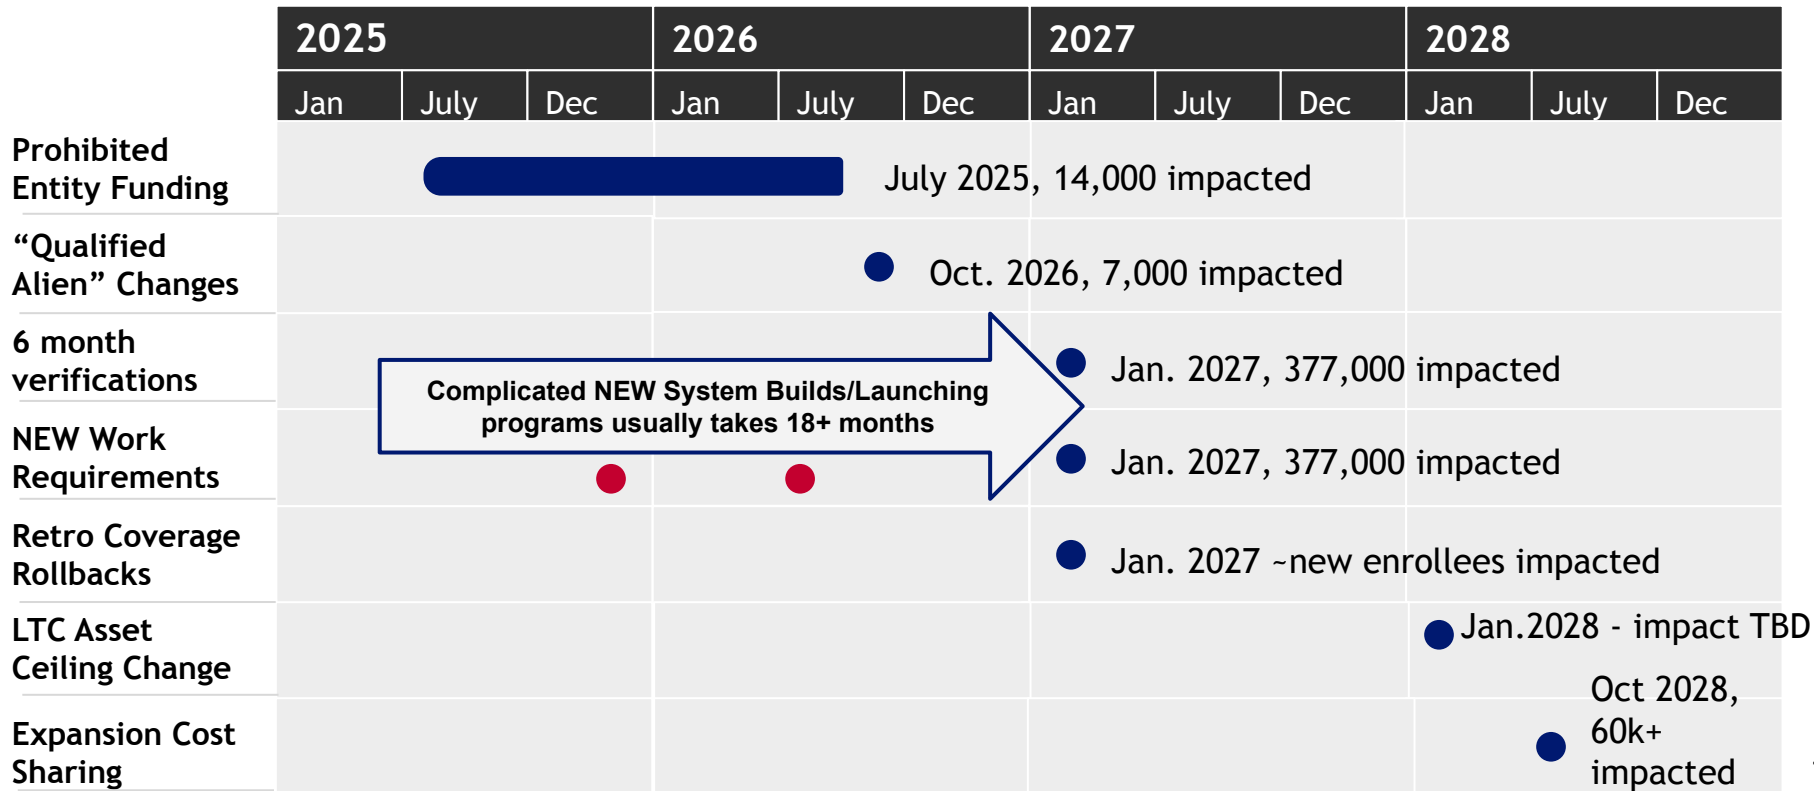 2025 2026 2027 2028
Jan July Dec Jan July Dec Jan July Dec Jan July Dec
Prohibited
Entity Funding
July 2025, 14,000 impacted
“Qualified
Alien” Changes
Oct. 2026, 7,000 impacted
6 month
verifications
Jan. 2027, 377,000 impacted
Complicated NEW System Builds/Launching
programs usually takes 18+ months
NEW Work
Requirements
Jan. 2027, 377,000 impacted
Retro Coverage
Rollbacks
Jan. 2027 ~new enrollees impacted
LTC Asset
Ceiling Change
Jan.2028 - impact TBD
Expansion Cost
Sharing
Oct 2028,
60k+
impacted